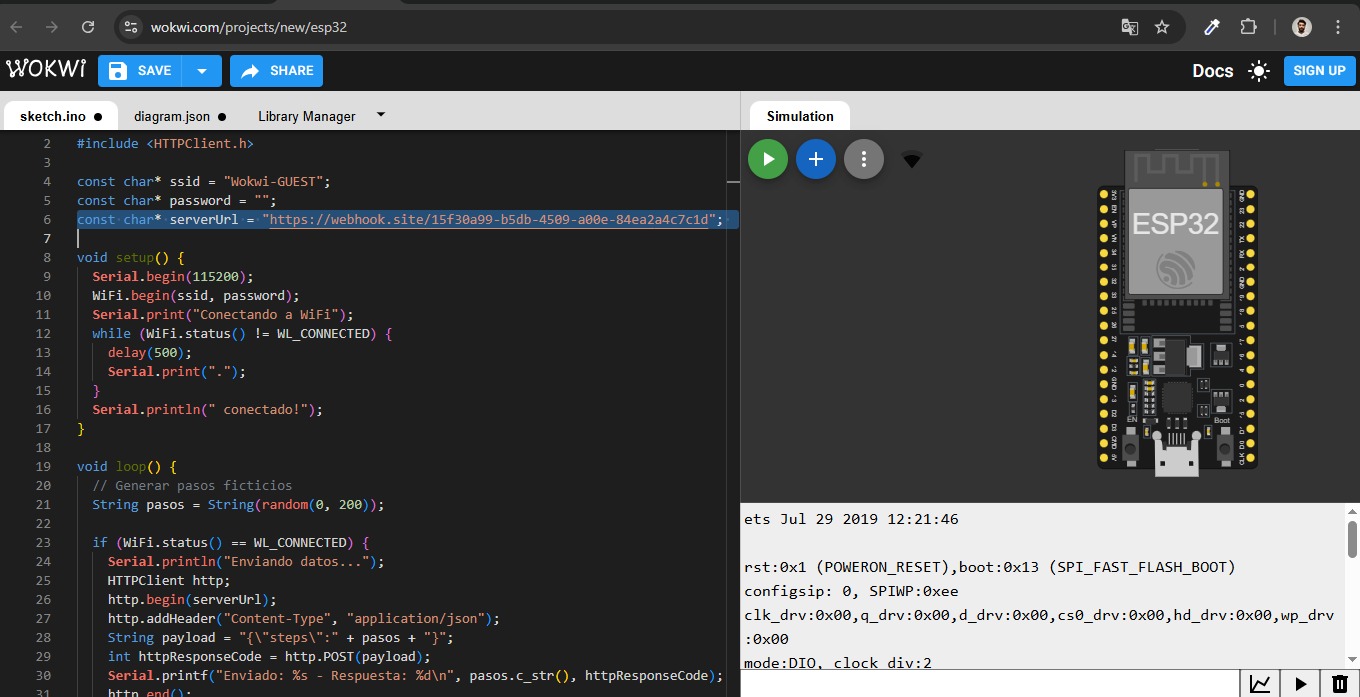 wokwi.com/projects/new/esp32
WOKWI
SAVE
SHARE
Docs
SIGN UP
sketch.ino ●
diagram.json ●
Library Manager
Simulation
2 #include <HTTPClient.h>
3
4 const char* ssid = "Wokwi-GUEST";
5 const char* password = "";
6 const char* serverUrl = "https://webhook.site/15f30a99-b5db-4509-a00e-84ea2a4c7c1d";
7
8 void setup() {
9 Serial.begin(115200);
10 WiFi.begin(ssid, password);
11 Serial.print("Conectando a WiFi");
12 while (WiFi.status() != WL_CONNECTED) {
13 delay(500);
14 Serial.print(".");
15 }
16 Serial.println(" conectado!");
17 }
18
19 void loop() {
20 // Generar pasos ficticios
21 String pasos = String(random(0, 200));
22
23 if (WiFi.status() == WL_CONNECTED) {
24 Serial.println("Enviando datos...");
25 HTTPClient http;
26 http.begin(serverUrl);
27 http.addHeader("Content-Type", "application/json");
28 String payload = "{\"steps\":" + pasos + "}";
29 int httpResponseCode = http.POST(payload);
30 Serial.printf("Enviado: %s - Respuesta: %d\n", pasos.c_str(), httpResponseCode);
31 http.end();
ESP32
EN
Boot
ets Jul 29 2019 12:21:46
rst:0x1 (POWERON_RESET),boot:0x13 (SPI_FAST_FLASH_BOOT)
configsip: 0, SPIWP:0xee
clk_drv:0x00,q_drv:0x00,d_drv:0x00,cs0_drv:0x00,hd_drv:0x00,wp_drv
:0x00
mode:DIO, clock div:2